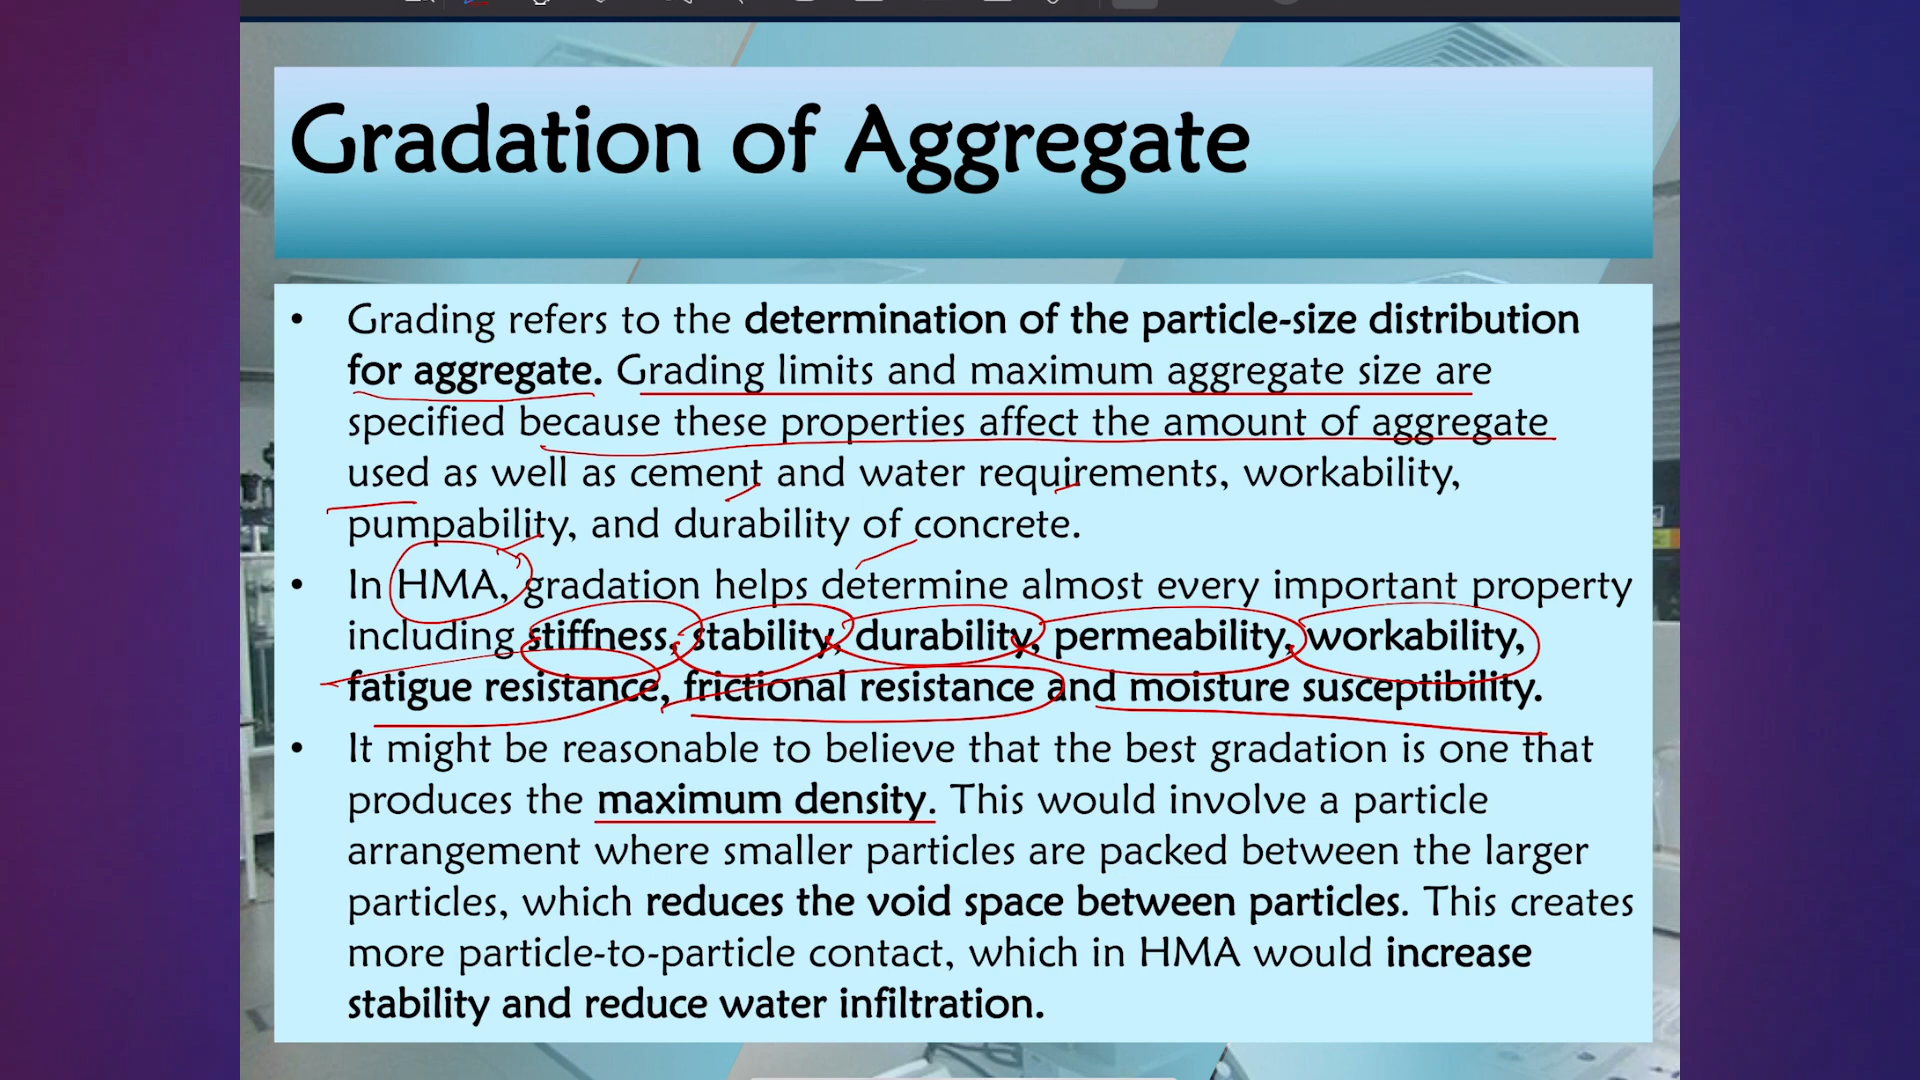 Gradation of Aggregate
• Grading refers to the determination of the particle-size distribution
for aggregate. Grading limits and maximum aggregate size are
specified because these properties affect the amount of aggregate
used as well as cement and water requirements, workability,
pumpability, and durability of concrete.
• In HMA, gradation helps determine almost every important property
including stiffness, stability, durability, permeability, workability,
fatigue resistance, frictional resistance and moisture susceptibility.
• It might be reasonable to believe that the best gradation is one that
produces the maximum density. This would involve a particle
arrangement where smaller particles are packed between the larger
particles, which reduces the void space between particles. This creates
more particle-to-particle contact, which in HMA would increase
stability and reduce water infiltration.